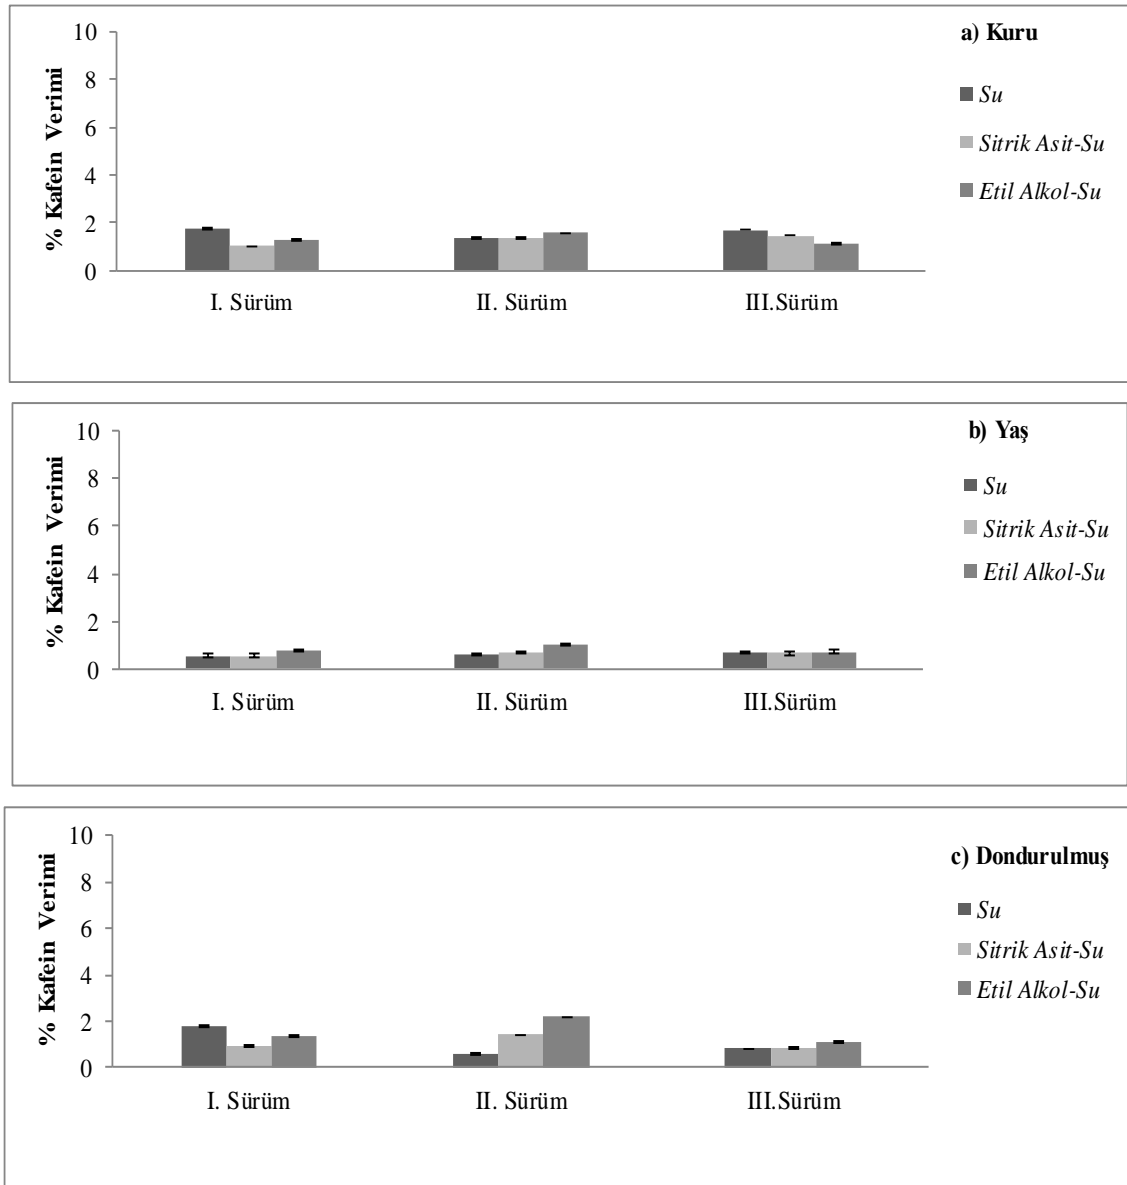 a) Kuru
% Kafein Verimi
10
8
6
4
2
0
I. Sürüm II. Sürüm III.Sürüm
Su
Sitrik Asit-Su
Etil Alkol-Su
b) Yaş
% Kafein Verimi
10
8
6
4
2
0
I. Sürüm II. Sürüm III.Sürüm
Su
Sitrik Asit-Su
Etil Alkol-Su
c) Dondurulmuş
% Kafein Verimi
10
8
6
4
2
0
I. Sürüm II. Sürüm III.Sürüm
Su
Sitrik Asit-Su
Etil Alkol-Su